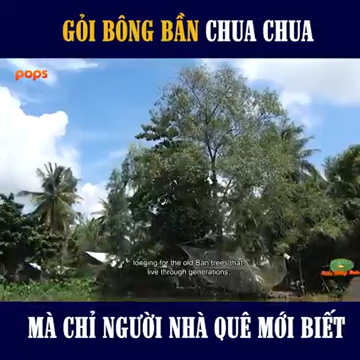 GỎI BÔNG BẦN CHUA CHUA
pops
longing for the old Ban trees that
live through generations.
MÀ CHỈ NGƯỜI NHÀ QUÊ MỚI BIẾT